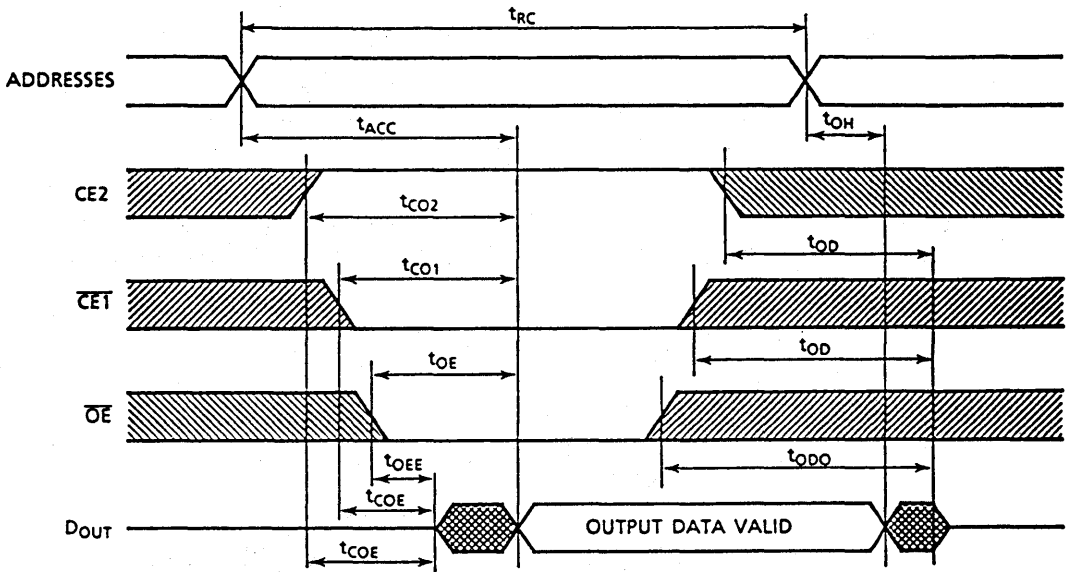 tRC
ADDRESSES
tACC
tOH
CE2
tCO2
tOD
CE1
tCO1
tOD
OE
tOE
tODO
tOEE
tCOE
DOUT
OUTPUT DATA VALID
tCOE